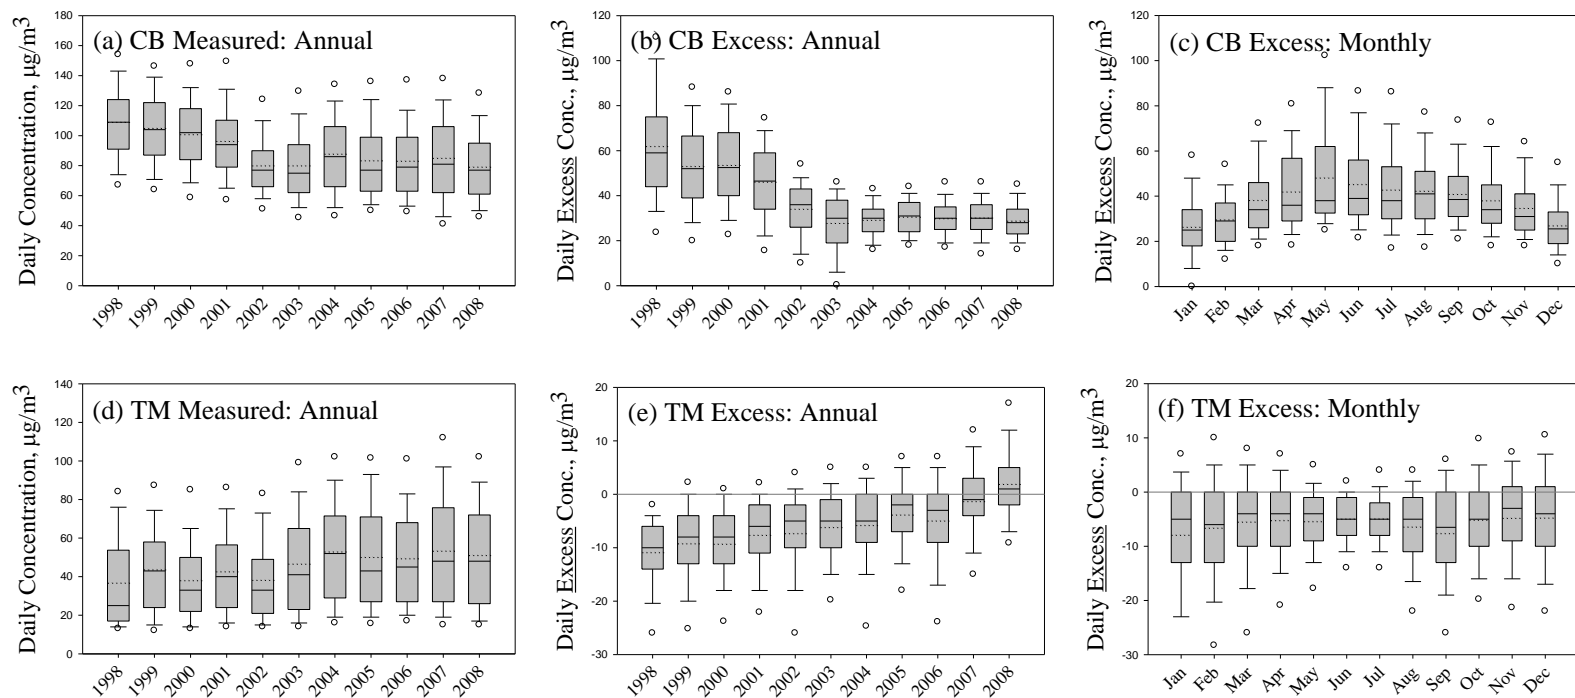 (a) CB Measured: Annual
Daily Concentration, µg/m3
180
160
140
120
100
80
60
40
20
0
1998 1999 2000 2001 2002 2003 2004 2005 2006 2007 2008
(b) CB Excess: Annual
Daily Excess Conc., µg/m3
120
100
80
60
40
20
0
1998 1999 2000 2001 2002 2003 2004 2005 2006 2007 2008
(c) CB Excess: Monthly
Daily Excess Conc., µg/m3
120
100
80
60
40
20
0
Jan Feb Mar Apr May Jun Jul Aug Sep Oct Nov Dec
(d) TM Measured: Annual
Daily Concentration, µg/m3
140
120
100
80
60
40
20
0
1998 1999 2000 2001 2002 2003 2004 2005 2006 2007 2008
(e) TM Excess: Annual
Daily Excess Conc., µg/m3
20
10
0
-10
-20
-30
1998 1999 2000 2001 2002 2003 2004 2005 2006 2007 2008
(f) TM Excess: Monthly
Daily Excess Conc., µg/m3
20
10
0
-10
-20
-30
Jan Feb Mar Apr May Jun Jul Aug Sep Oct Nov Dec